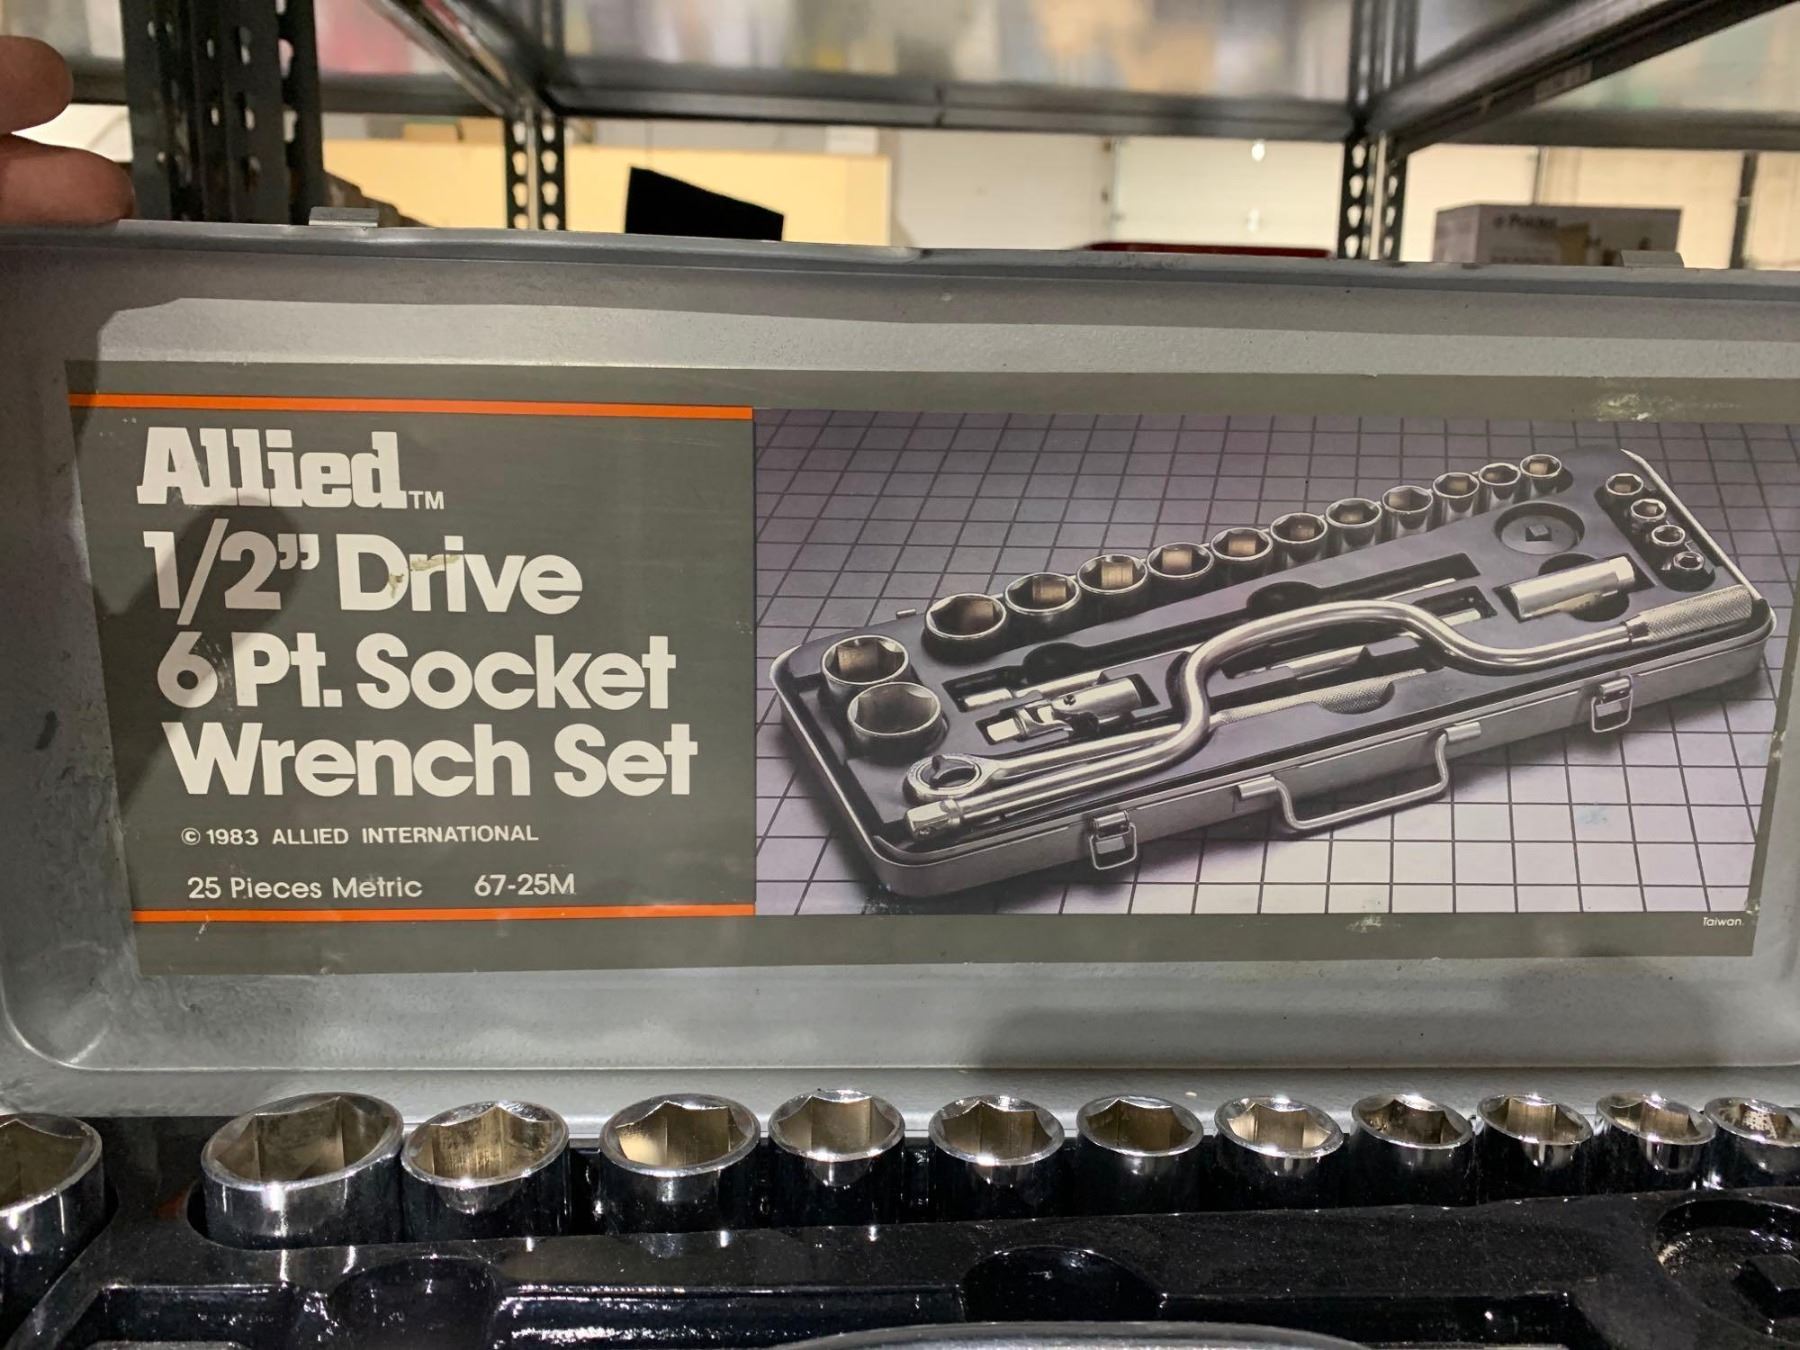 Allied™
1/2” Drive
6 Pt. Socket
Wrench Set
© 1983 ALLIED INTERNATIONAL
25 Pieces Metric 67-25M
Taiwan